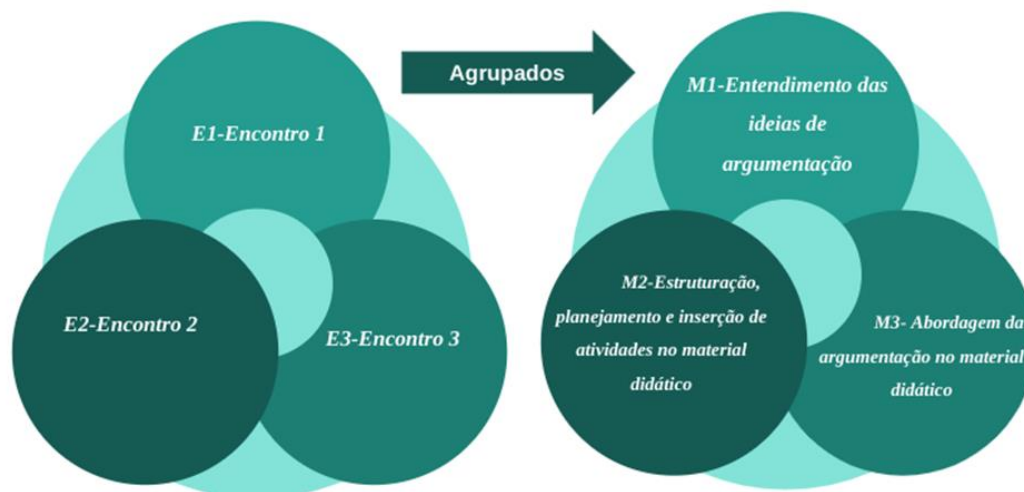 Agrupados
E1-Encontro 1
E2-Encontro 2
E3-Encontro 3
M1-Entendimento das
ideias de
argumentação
M2-Estruturação,
planejamento e inserção de
atividades no material
didático
M3- Abordagem da
argumentação no material
didático